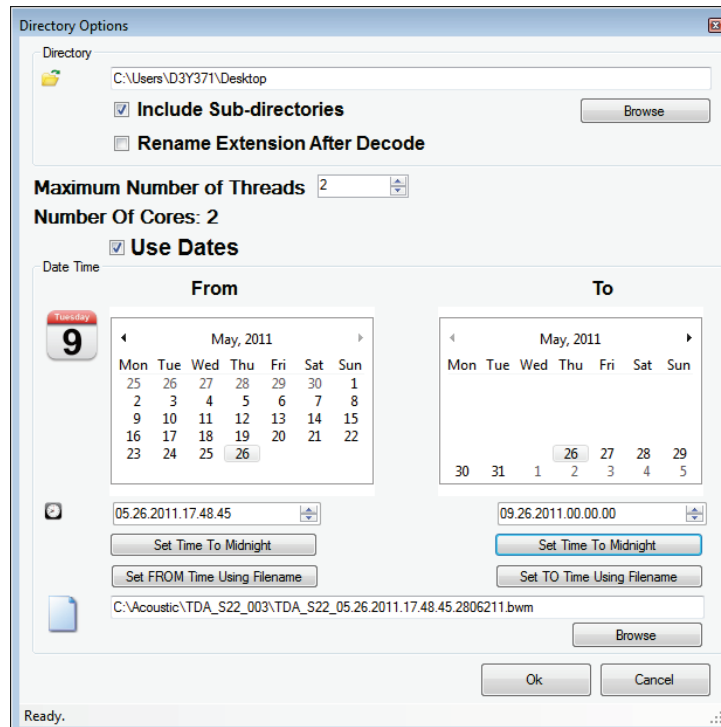 Directory Options
Directory
C:\Users\D3Y371\Desktop
Include Sub-directories
Browse
Rename Extension After Decode
Maximum Number of Threads 2
Number Of Cores: 2
Use Dates
Date Time
From To
Tuesday
9
May, 2011 May, 2011
Mon Tue Wed Thu Fri Sat Sun Mon Tue Wed Thu Fri Sat Sun
25 26 27 28 29 30 1
2 3 4 5 6 7 8
9 10 11 12 13 14 15
16 17 18 19 20 21 22
23 24 25 26 26 27 28 29
30 31 1 2 3 4 5
05.26.2011.17.48.45 09.26.2011.00.00.00
Set Time To Midnight Set Time To Midnight
Set FROM Time Using Filename Set TO Time Using Filename
C:\Acoustic\TDA_S22_003\TDA_S22_05.26.2011.17.48.45.2806211.bwm
Browse
Ok Cancel
Ready.